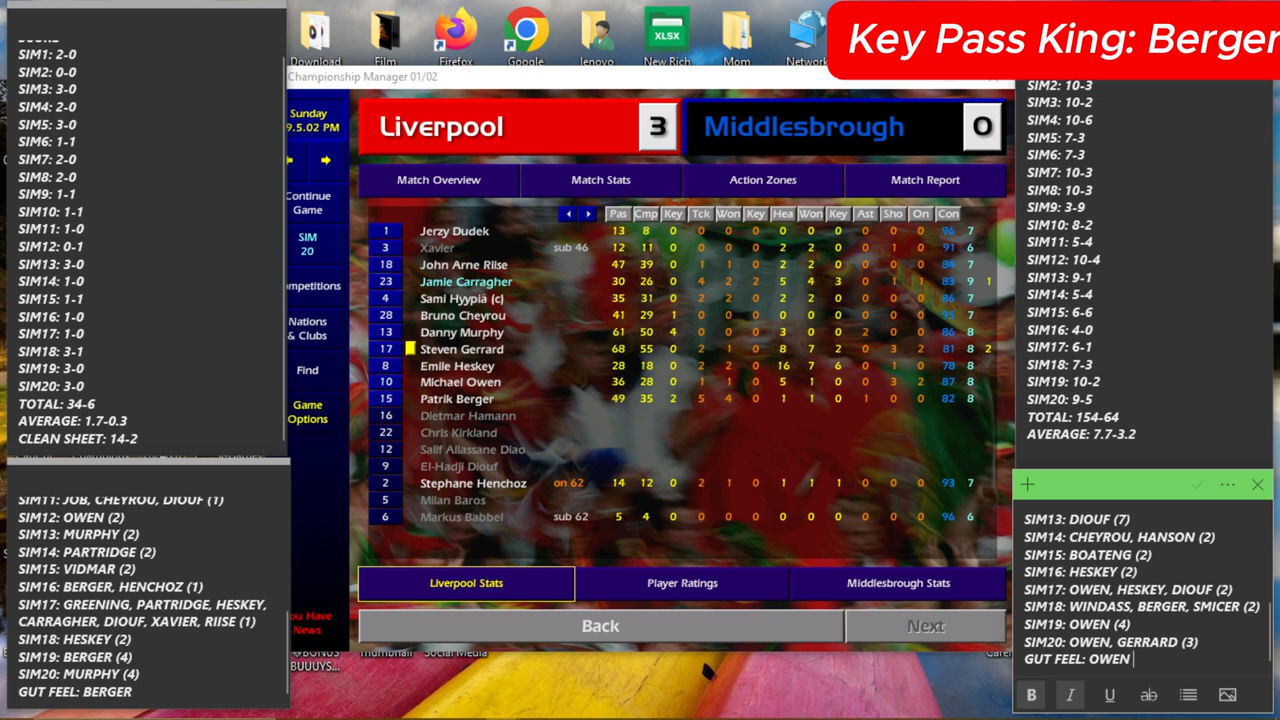 Download
Film
Firefox
Google
lenovo
New Rich
Mom
Network
XLSX
Key Pass King: Berger
Championship Manager 01/02
SIM1: 2-0
SIM2: 0-0
SIM3: 3-0
SIM4: 2-0
SIM5: 3-0
SIM6: 1-1
SIM7: 2-0
SIM8: 2-0
SIM9: 1-1
SIM10: 1-1
SIM11: 1-0
SIM12: 0-1
SIM13: 3-0
SIM14: 1-0
SIM15: 1-1
SIM16: 1-0
SIM17: 1-0
SIM18: 3-1
SIM19: 3-0
SIM20: 3-0
TOTAL: 34-6
AVERAGE: 1.7-0.3
CLEAN SHEET: 14-2
SIM11: JOB, CHEYROU, DIOUF (1)
SIM12: OWEN (2)
SIM13: MURPHY (2)
SIM14: PARTRIDGE (2)
SIM15: VIDMAR (2)
SIM16: BERGER, HENCHOZ (1)
SIM17: GREENING, PARTRIDGE, HESKEY,
CARRAGHER, DIOUF, XAVIER, RIISE (1)
SIM18: HESKEY (2)
SIM19: BERGER (4)
SIM20: MURPHY (4)
GUT FEEL: BERGER
Sunday
9.5.02 PM
Continue
Game
SIM
20
mpetitions
Nations
& Clubs
Find
Game
Options
ou Have
News
Liverpool 3 Middlesbrough 0
Match Overview Match Stats Action Zones Match Report
Pas Cmp Key Tck Won Key Hea Won Key Ast Sho On Con
1 Jerzy Dudek 13 8 0 0 0 0 0 0 0 0 0 0 96 7
3 Xavier sub 46 12 11 0 0 0 0 2 2 0 0 1 0 91 6
18 John Arne Riise 47 39 0 1 1 0 2 2 0 0 0 0 84 7
23 Jamie Carragher 30 26 0 4 2 2 5 4 3 0 1 1 83 9 1
4 Sami Hyypiä (c) 35 31 0 2 2 0 2 2 0 0 0 0 86 7
28 Bruno Cheyrou 41 29 1 0 0 0 0 0 0 0 0 0 95 7
13 Danny Murphy 61 50 4 0 0 0 3 0 0 2 0 0 86 8
17 Steven Gerrard 68 55 0 2 1 0 8 7 2 0 3 2 81 8 2
8 Emile Heskey 28 18 0 2 2 0 16 7 6 0 1 0 78 8
10 Michael Owen 36 28 0 1 1 0 5 1 0 0 3 2 87 8
15 Patrik Berger 49 35 2 5 4 0 1 1 0 1 0 0 82 8
16 Dietmar Hamann
22 Chris Kirkland
12 Salif Allassane Diao
9 El-Hadji Diouf
2 Stephane Henchoz on 62 14 12 0 2 1 0 1 1 1 0 0 0 93 7
5 Milan Baros
6 Markus Babbel sub 62 5 4 0 0 0 0 0 0 0 0 0 0 96 6
Liverpool Stats Player Ratings Middlesbrough Stats
Back Next
BONUS
BUUUYS...
Thumbnail
Social Media
SIM2: 10-3
SIM3: 10-2
SIM4: 10-6
SIM5: 7-3
SIM6: 7-3
SIM7: 10-3
SIM8: 10-3
SIM9: 3-9
SIM10: 8-2
SIM11: 5-4
SIM12: 10-4
SIM13: 9-1
SIM14: 5-4
SIM15: 6-6
SIM16: 4-0
SIM17: 6-1
SIM18: 7-3
SIM19: 10-2
SIM20: 9-5
TOTAL: 154-64
AVERAGE: 7.7-3.2
SIM13: DIOUF (7)
SIM14: CHEYROU, HANSON (2)
SIM15: BOATENG (2)
SIM16: HESKEY (2)
SIM17: OWEN, HESKEY, DIOUF (2)
SIM18: WINDASS, BERGER, SMICER (2)
SIM19: OWEN (4)
SIM20: OWEN, GERRARD (3)
GUT FEEL: OWEN
B I U ab